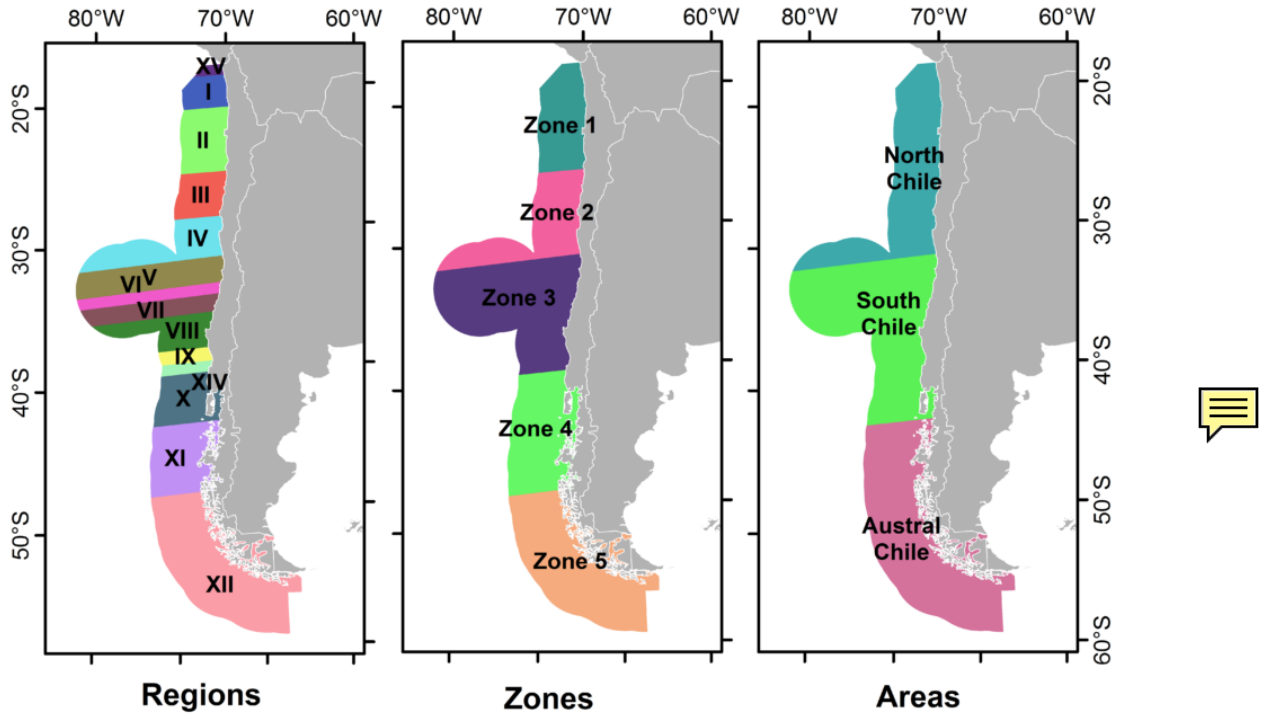 80°W 70°W 60°W 80°W 70°W 60°W 80°W 70°W 60°W
20°S
30°S
40°S
50°S
XV
I
II
III
IV
V
VI
VII
VIII
IX
XIV
X
XI
XII
Regions
Zone 1
Zone 2
Zone 3
Zone 4
Zone 5
Zones
North
Chile
South
Chile
Austral
Chile
Areas
20°S
30°S
40°S
50°S
60°S